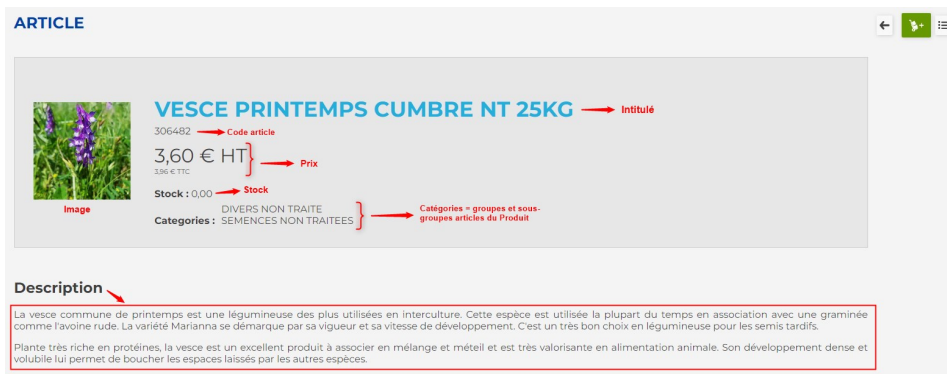 ARTICLE
VESCE PRINTEMPS CUMBRE NT 25KG
Intitulé
306482
Code article
3,60 € HT
Prix
3,96 € TTC
Stock : 0,00
Stock
Image
DIVERS NON TRAITE
Categories : SEMENCES NON TRAITEES
Catégories = groupes et sous-
groupes articles du Produit
Description
La vesce commune de printemps est une légumineuse des plus utilisées en interculture. Cette espèce est utilisée la plupart du temps en association avec une graminée
comme l'avoine rude. La variété Marianna se démarque par sa vigueur et sa vitesse de développement. C'est un très bon choix en légumineuse pour les semis tardifs.
Plante très riche en protéines, la vesce est un excellent produit à associer en mélange et méteil et est très valorisante en alimentation animale. Son développement dense et
volubile lui permet de boucher les espaces laissés par les autres espèces.